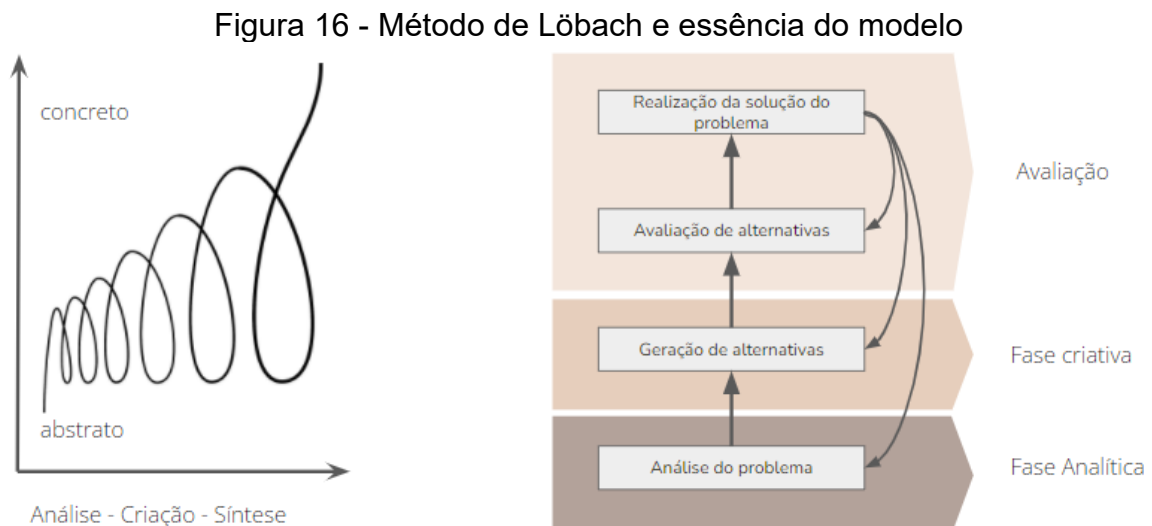 Figura 16 - Método de Löbach e essência do modelo
concreto
abstrato
Análise - Criação - Síntese
Realização da solução do
problema
Avaliação de alternativas
Geração de alternativas
Análise do problema
Avaliação
Fase criativa
Fase Analítica